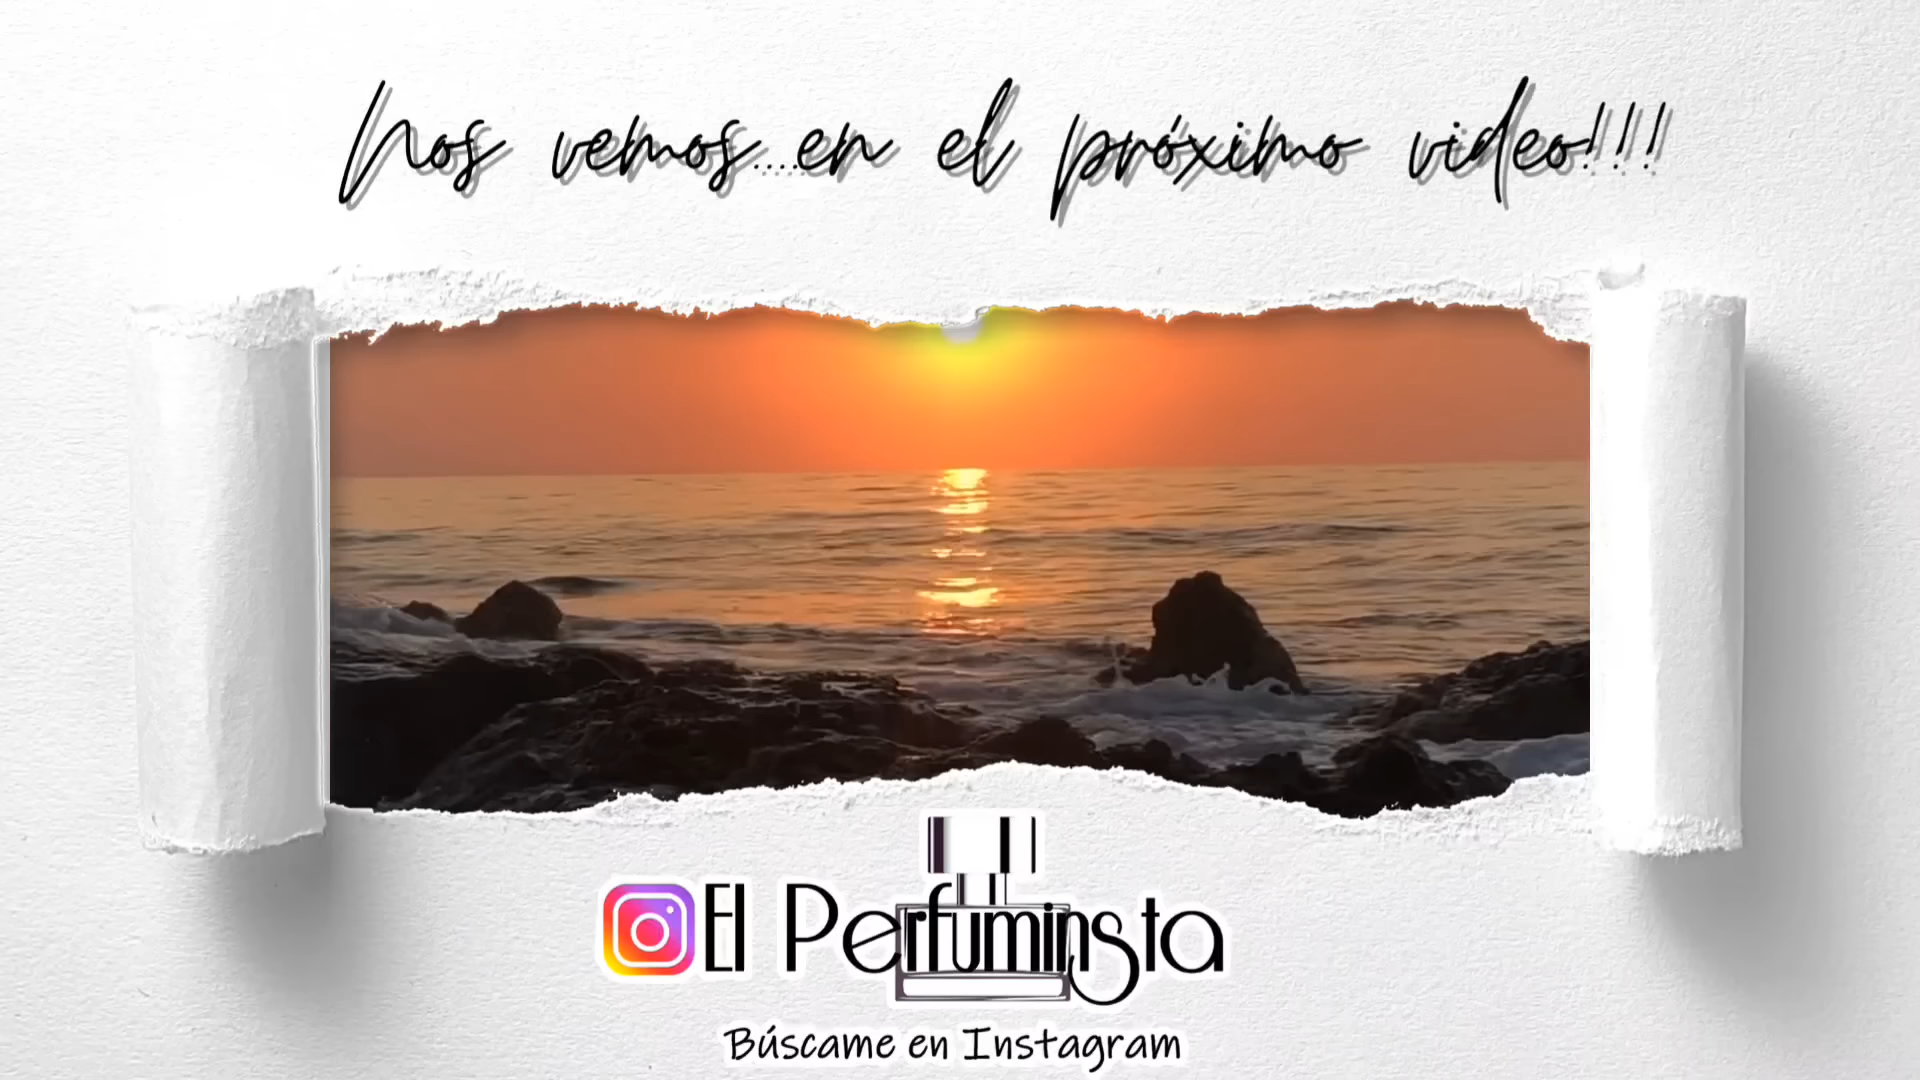 Nos vemos....en el próximo video!!!
El Perfuminsta
Búscame en Instagram